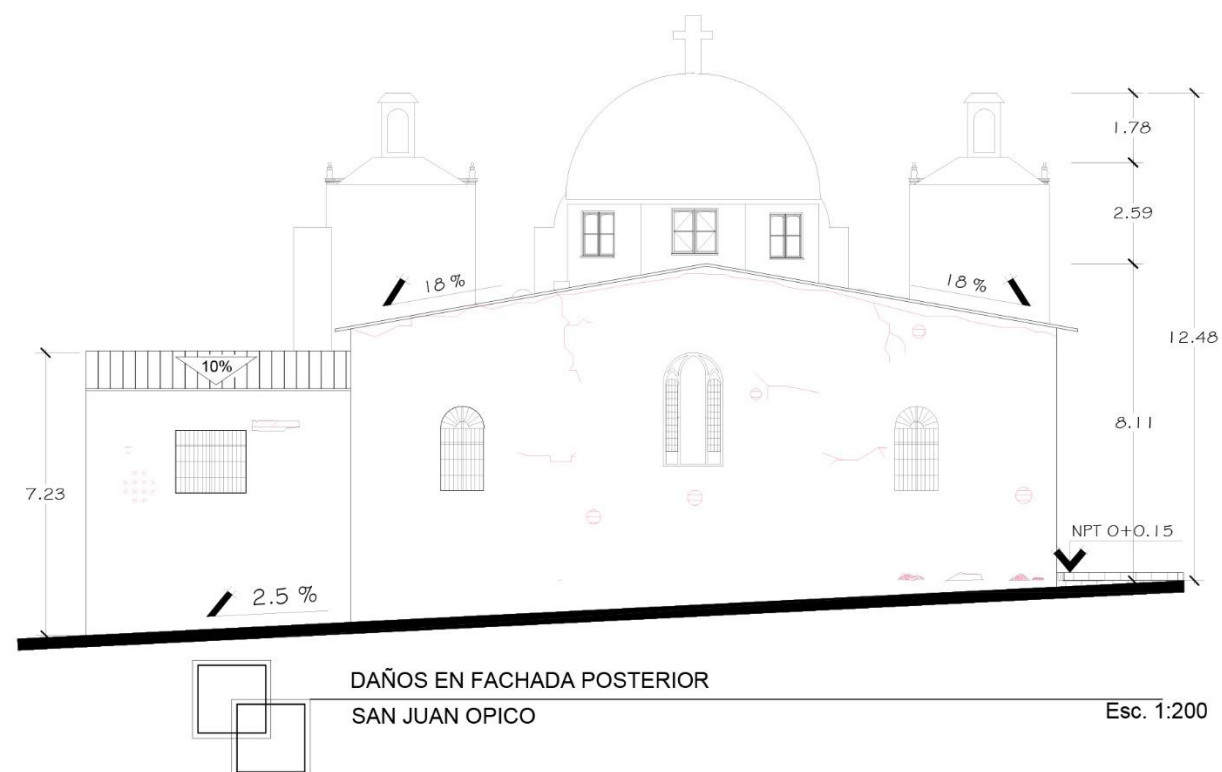 1.78
2.59
18 %
18 %
12.48
10%
8.11
7.23
NPT 0+0.15
2.5 %
DAÑOS EN FACHADA POSTERIOR
SAN JUAN OPICO
Esc. 1:200